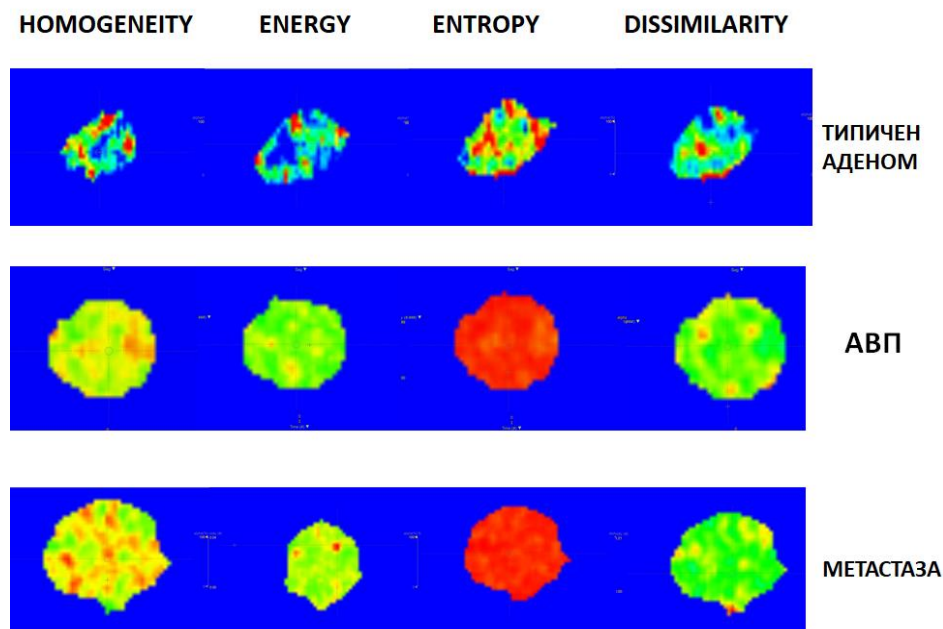 HOMOGENEITY ENERGY ENTROPY DISSIMILARITY
ТИПИЧЕН
АДЕНОМ
АВП
МЕТАСТАЗА